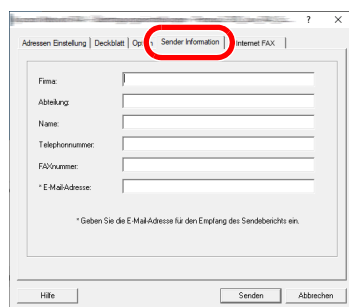 ? X
Adressen Einstellung Deckblatt Sender Information Internet FAX
Firma:
Abteilung:
Name:
Telephonnummer:
FAXnummer:
* E-Mail-Adresse:
* Geben Sie die E-Mail-Adresse für den Empfang des Sendeberichts ein.
Hilfe Senden Abbrechen